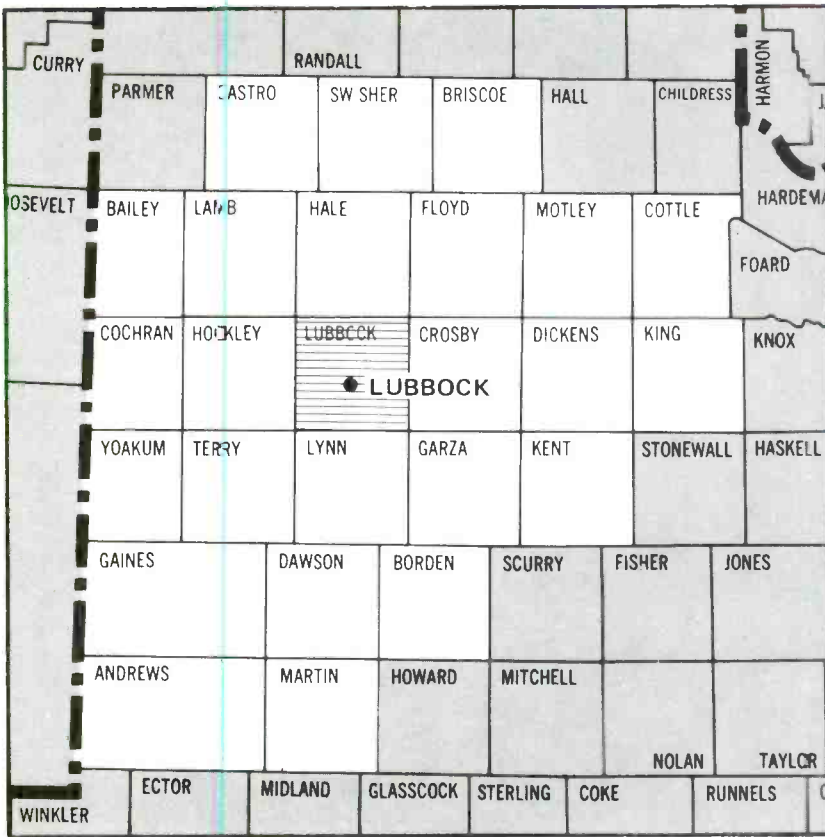 CURRY RANDALL HARMON
PARMER CASTRO SWISHER BRISCOE HALL CHILDRESS
OSEVELT BAILEY LAMB HALE FLOYD MOTLEY COTTLE HARDEMA
FOARD
COCHRAN HOCKLEY LUBBOCK CROSBY DICKENS KING KNOX
LUBBOCK
YOAKUM TERRY LYNN GARZA KENT STONEWALL HASKELL
GAINES DAWSON BORDEN SCURRY FISHER JONES
ANDREWS MARTIN HOWARD MITCHELL
NOLAN TAYLOR
ECTOR MIDLAND GLASSCOCK STERLING COKE RUNNELS C
WINKLER